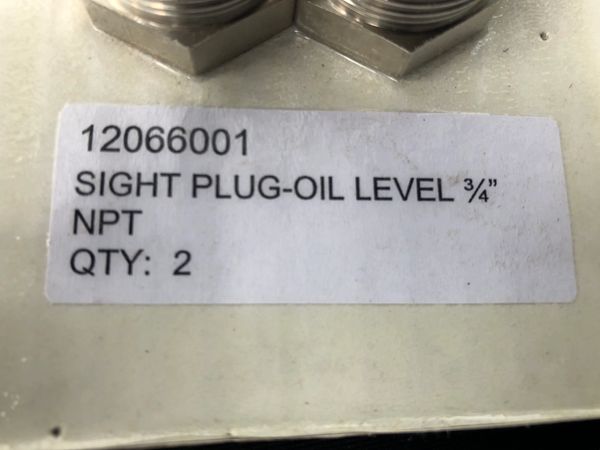 12066001
SIGHT PLUG-OIL LEVEL ¾"
NPT
QTY: 2